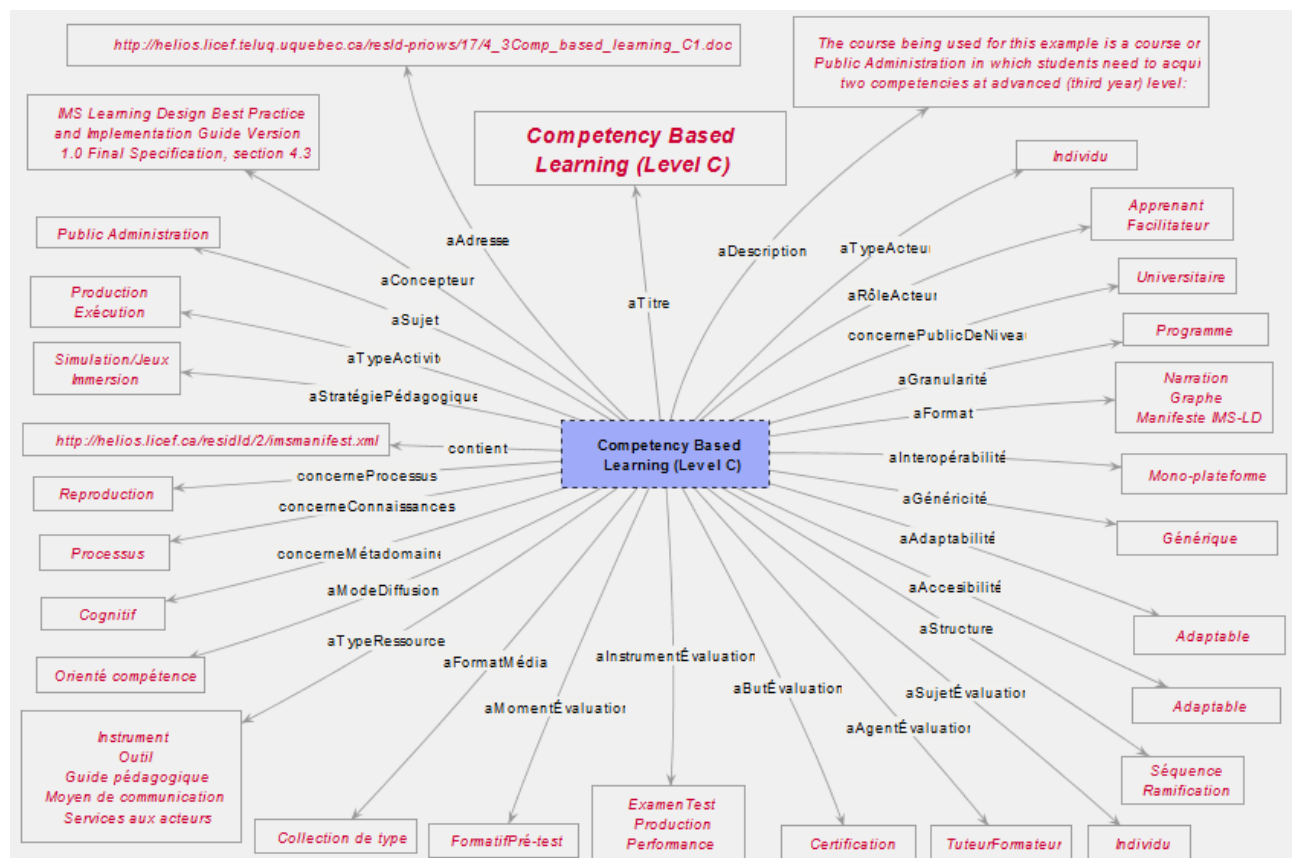 http://helios.licef.teluq.uquebec.ca/resId-priows/17/4_3Comp_based_learning_C1.doc
The course being used for this example is a course or
Public Administration in which students need to acqui
two competencies at advanced (third year) level:
IMS Learning Design Best Practice
and Implementation Guide Version
1.0 Final Specification, section 4.3
Competency Based
Learning (Level C)
Individu
Apprenant
Facilitateur
Public Administration
aAdresse
aDescription
aTypeActeur
Universitaire
aConcepteur
aTitre
aRôleActeur
Production
Exécution
aSujet
concernePublicDeNiveau
Programme
Simulation/Jeux
Immersion
aTypeActivité
aStratégiePédagogique
aGranularité
aFormat
Narration
Graphe
Manifeste IMS-LD
http://helios.licef.ca/residId/2/imsmanifest.xml
contient
Competency Based
Learning (Level C)
aInteropérabilité
Mono-plateforme
Reproduction
concerneProcessus
concerneConnaissances
aGénéricité
Générique
Processus
concerneMétadomaine
aAdaptabilité
Cognitif
aModeDiffusion
aAccesibilité
Adaptable
Orienté compétence
aTypeRessource
aFormatMédia
aInstrumentÉvaluation
aStructure
aButÉvaluation
aSujetÉvaluation
Adaptable
aMomentÉvaluation
aAgentÉvaluation
Instrument
Outil
Guide pédagogique
Moyen de communication
Services aux acteurs
Séquence
Ramification
Collection de type
FormatifPré-test
ExamenTest
Production
Performance
Certification
TuteurFormateur
Individu